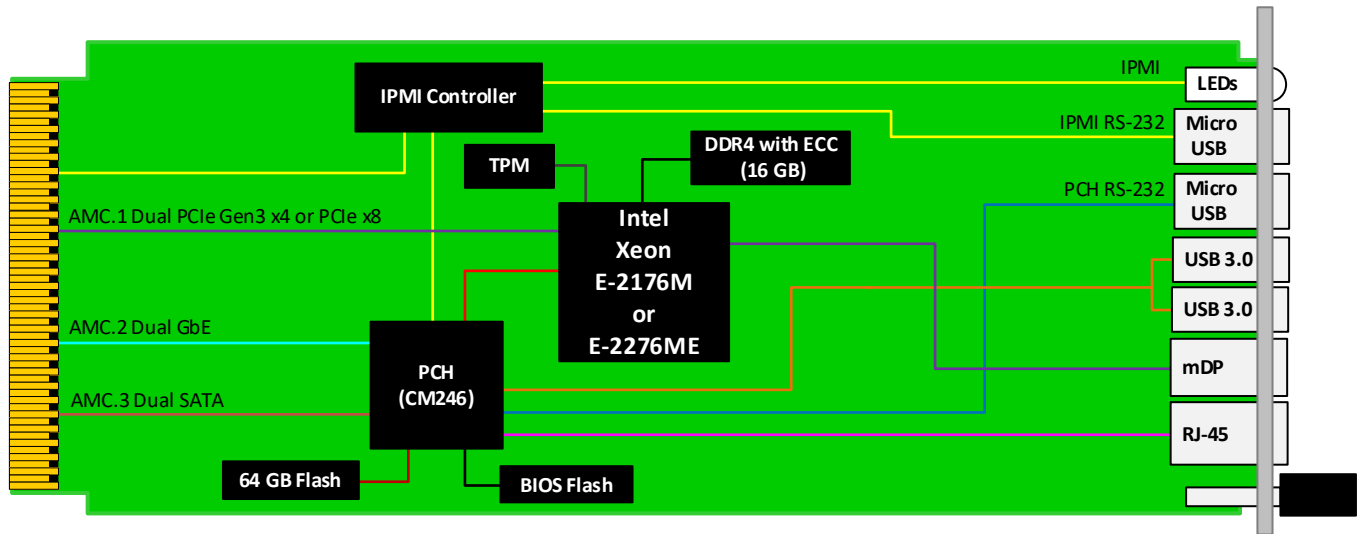 IPMI
LEDs
IPMI Controller
IPMI RS-232
Micro
USB
DDR4 with ECC
(16 GB)
TPM
PCH RS-232
Micro
USB
AMC.1 Dual PCIe Gen3 x4 or PCIe x8
Intel
Xeon
E-2176M
or
E-2276ME
USB 3.0
USB 3.0
AMC.2 Dual GbE
PCH
(CM246)
mDP
AMC.3 Dual SATA
RJ-45
64 GB Flash
BIOS Flash